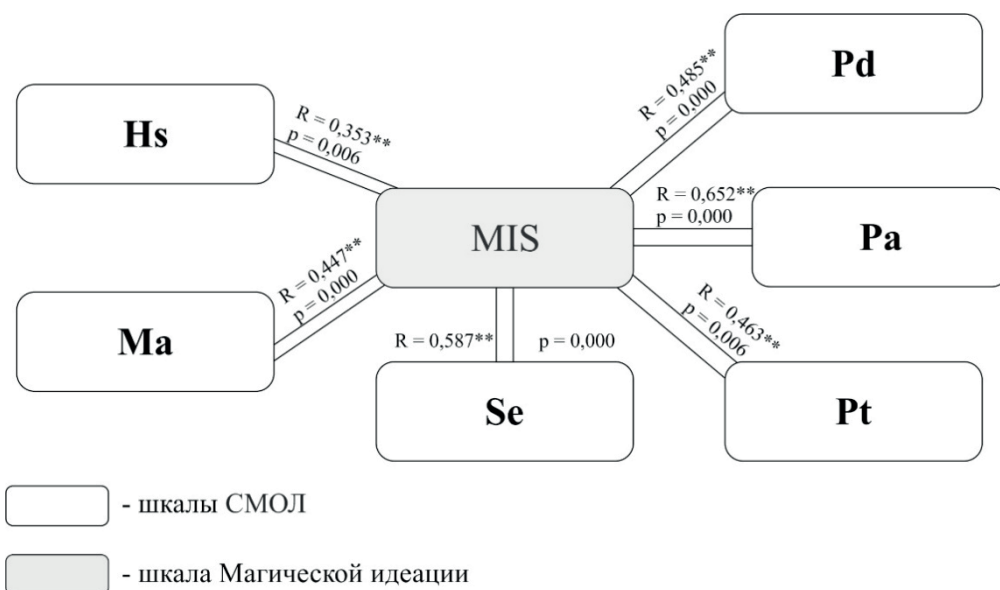 Pd
R = 0,485**
p = 0,000
Hs
R = 0,353**
p = 0,006
MIS
R = 0,652**
p = 0,000
Pa
Ma
R = 0,447**
p = 0,000
R = 0,587** p = 0,000
R = 0,463**
p = 0,006
Se
Pt
- шкалы СМОЛ
- шкала Магической идеации